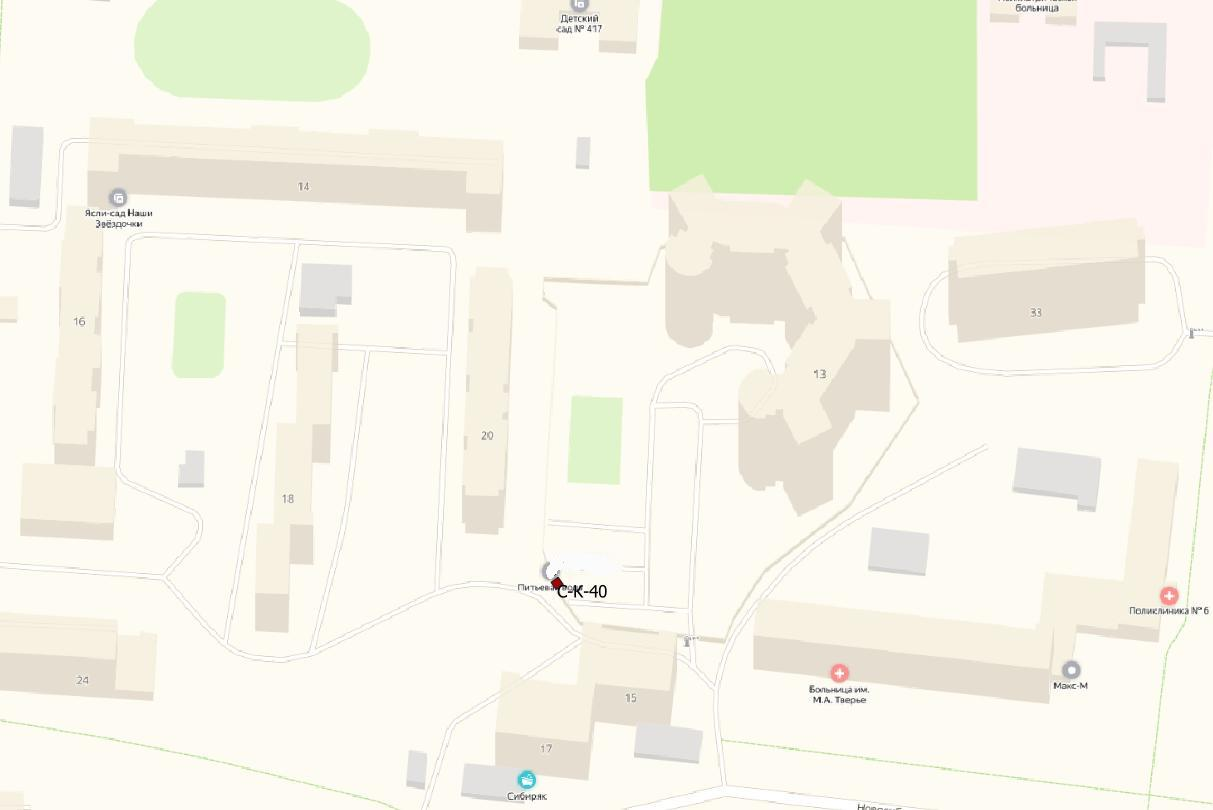 Детский
сад № 417
больница
14
Ясли-сад Наши
Звёздочки
16
33
13
20
18
С-К-40
Поликлиника № 6
24
Больница им.
М.А. Тверье
Макс-М
15
17
Сибиряк